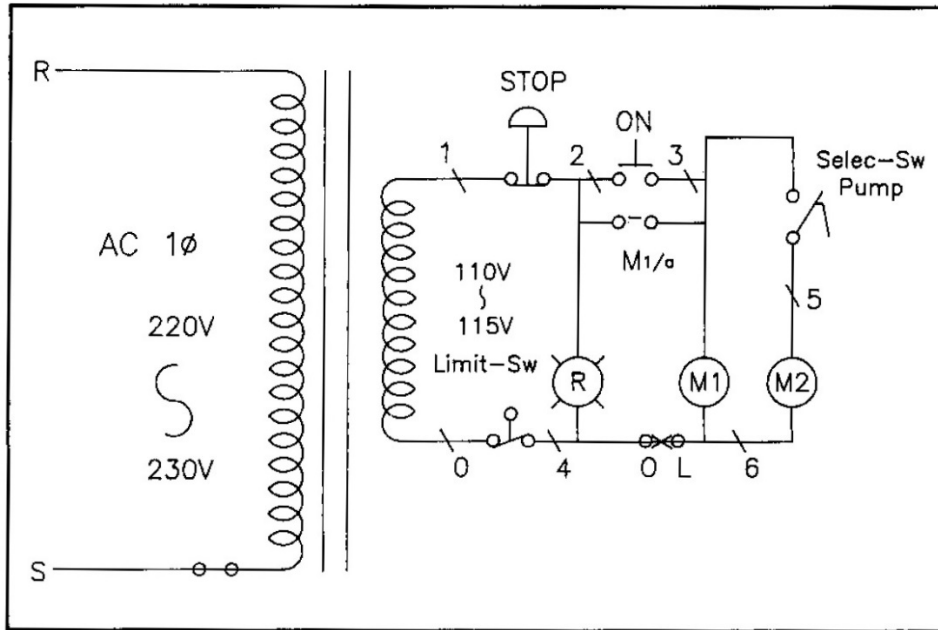 R
STOP
ON
1
2
3
Selec-Sw
Pump
AC 1ø
M1/a
110V
115V
5
220V
Limit-Sw
R
M1
M2
230V
0
4
O L
6
S